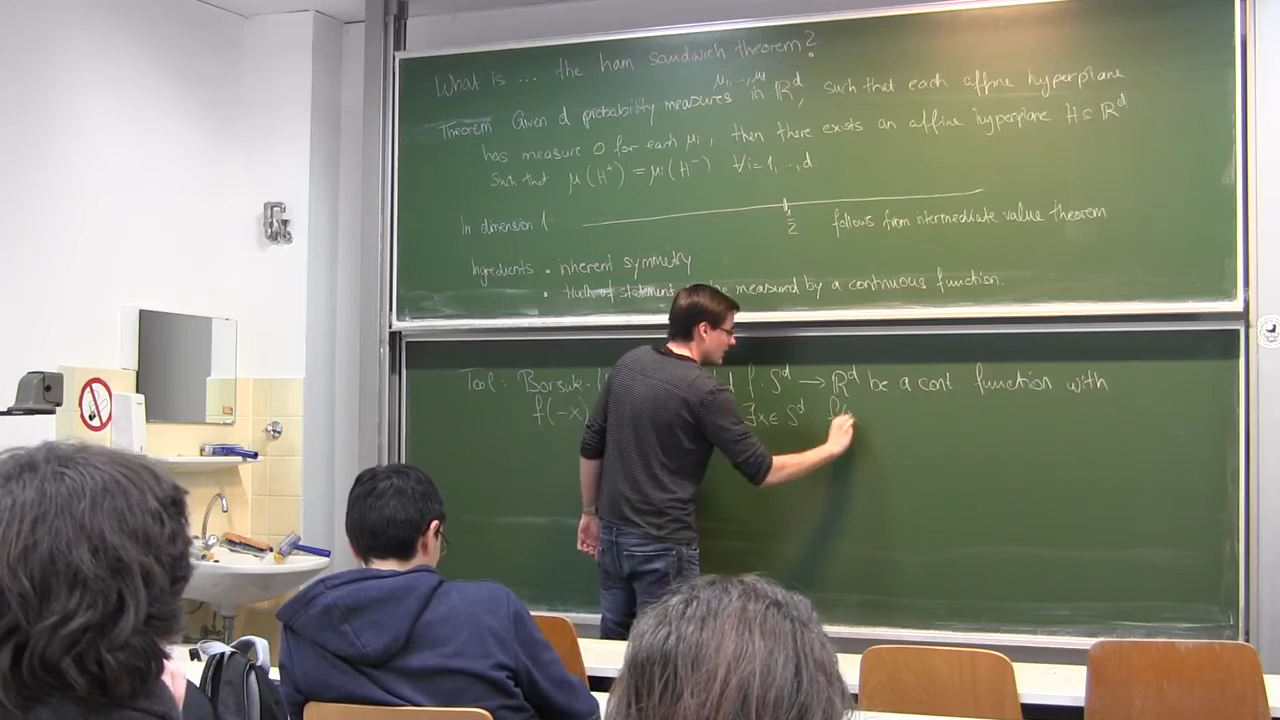 What is ... the ham sandwich theorem?
μ₁,...,μd
Theorem Given d probability measures in ℝᵈ, such that each affine hyperplane
has measure 0 for each μᵢ, then there exists an affine hyperplane H ⊆ ℝᵈ
such that μ(H⁺) = μᵢ(H⁻) ∀i=1,...,d
In dimension 1: 1/2 follows from intermediate value theorem
Ingredients • inherent symmetry
• truth of statement be measured by a continuous function.
Tool: Borsuk- f: Sᵈ → ℝᵈ be a cont function with
f(-x) ∃x∈ Sᵈ f(